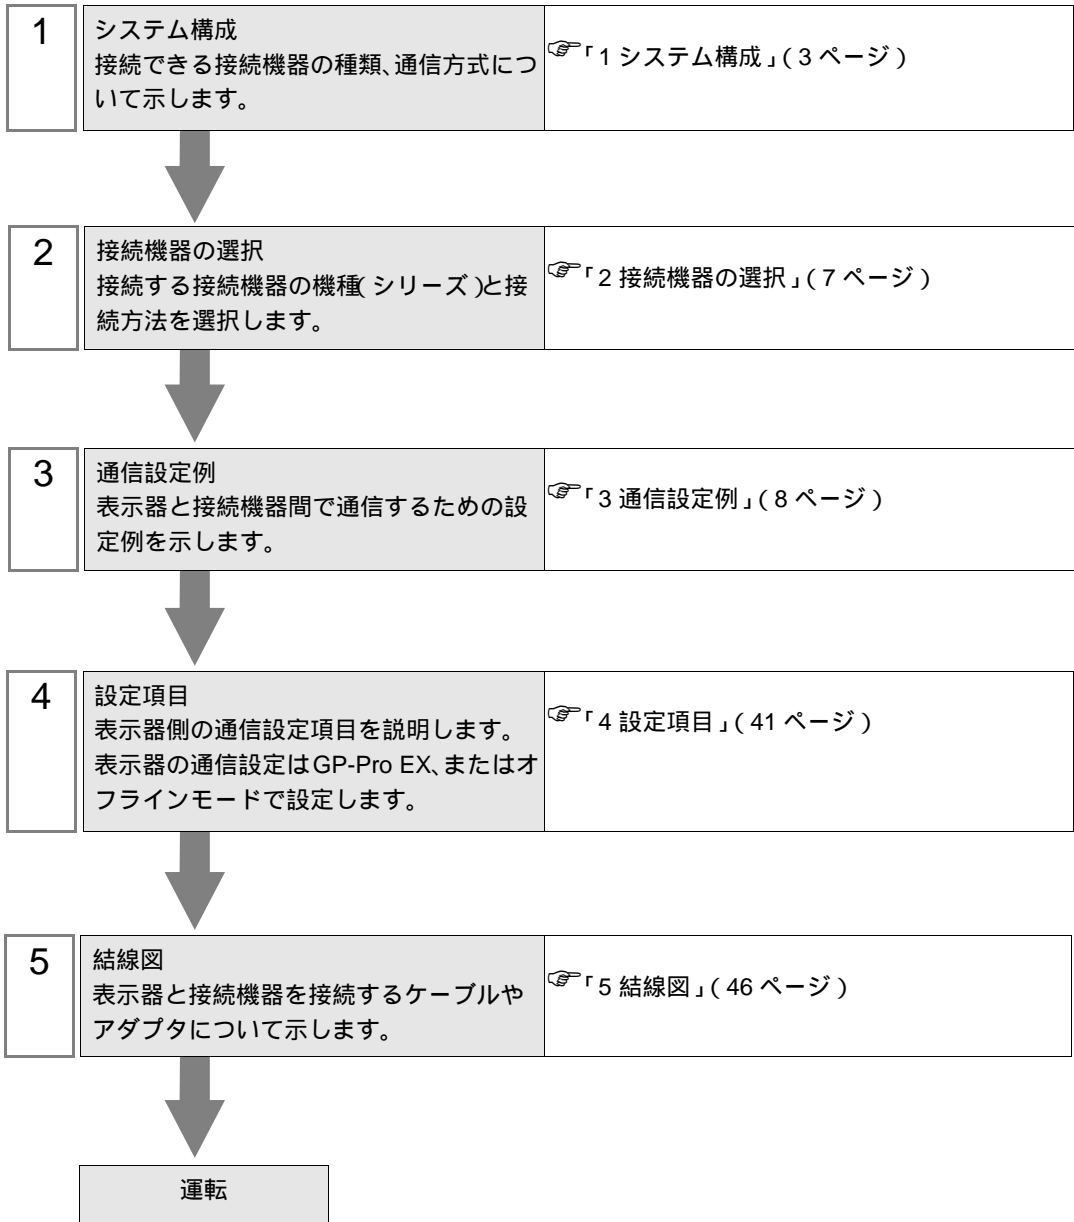 1
システム構成
接続できる接続機器の種類、通信方式につ
いて示します。
☞「1 システム構成」( 3 ページ )
2
接続機器の選択
接続する接続機器の機種( シリーズ )と接
続方法を選択します。
☞「2 接続機器の選択」( 7 ページ )
3
通信設定例
表示器と接続機器間で通信するための設
定例を示します。
☞「3 通信設定例」( 8 ページ )
4
設定項目
表示器側の通信設定項目を説明します。
表示器の通信設定はGP-Pro EX、またはオ
フラインモードで設定します。
☞「4 設定項目」( 41 ページ )
5
結線図
表示器と接続機器を接続するケーブルや
アダプタについて示します。
☞「5 結線図」( 46 ページ )
運転